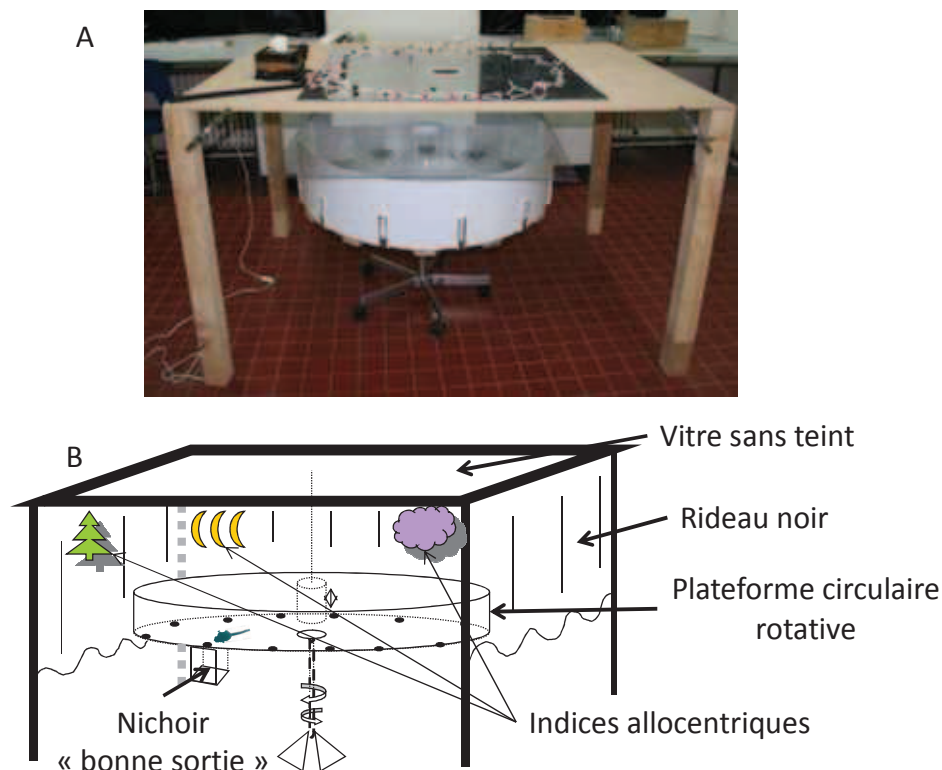 A
B
Vitre sans teint
Rideau noir
Plateforme circulaire
rotative
Indices allocentriques
Nichoir
« bonne sortie »